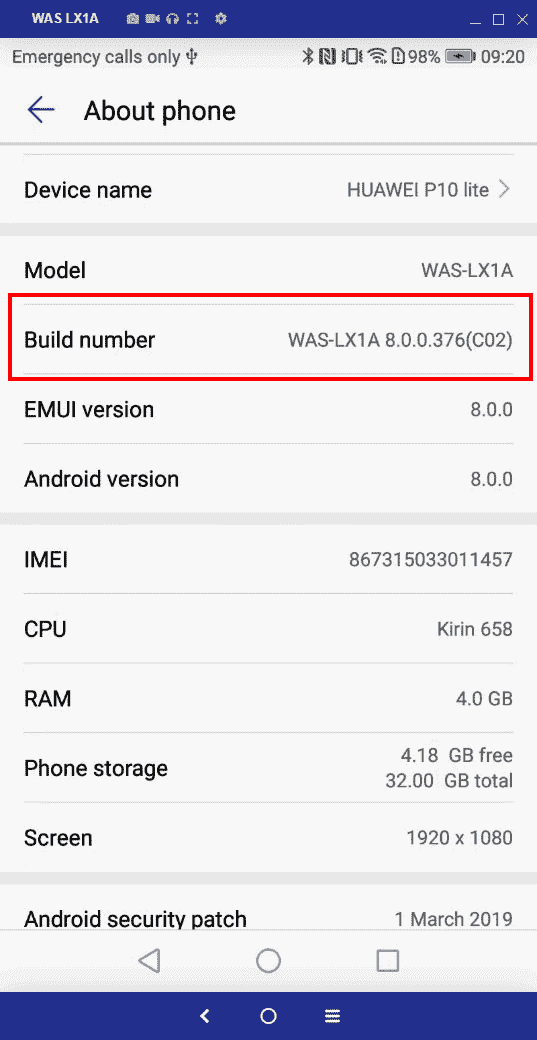 WAS LX1A
Emergency calls only 98% 09:20
About phone
Device name HUAWEI P10 lite
Model WAS-LX1A
Build number WAS-LX1A 8.0.0.376(C02)
EMUI version 8.0.0
Android version 8.0.0
IMEI 867315033011457
CPU Kirin 658
RAM 4.0 GB
Phone storage 4.18 GB free
32.00 GB total
Screen 1920 x 1080
Android security patch 1 March 2019